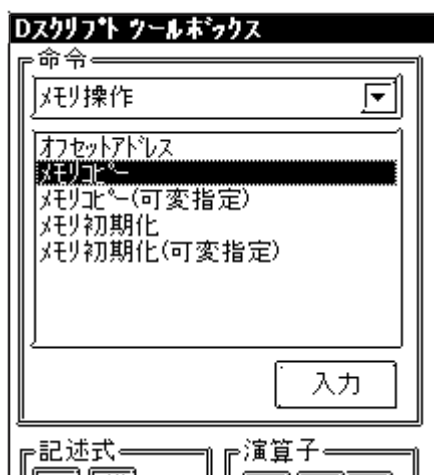 Dスクリプト ツールボックス
命令
メモリ操作
オフセットアドレス
メモリコピー
メモリコピー(可変指定)
メモリ初期化
メモリ初期化(可変指定)
入力
記述式 演算子